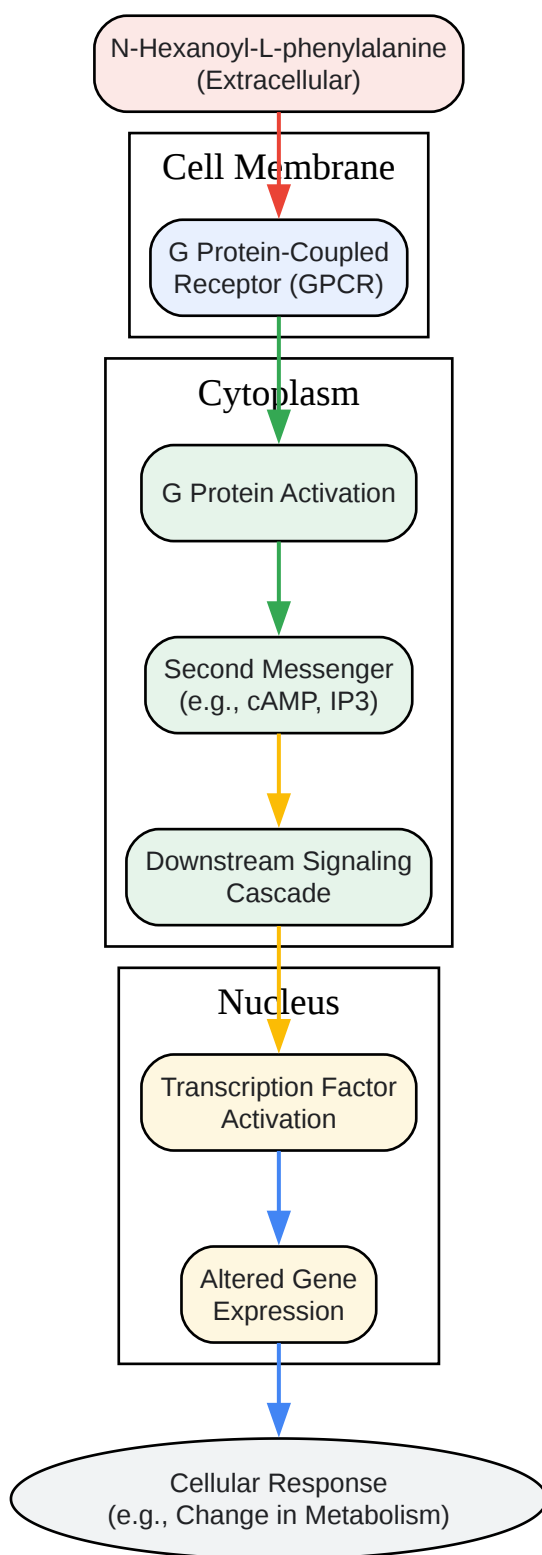 N-Hexanoyl-L-phenylalanine
(Extracellular)
Cell Membrane
G Protein-Coupled
Receptor (GPCR)
Cytoplasm
G Protein Activation
Second Messenger
(e.g., cAMP, IP3)
Downstream Signaling
Cascade
Nucleus
Transcription Factor
Activation
Altered Gene
Expression
Cellular Response
(e.g., Change in Metabolism)